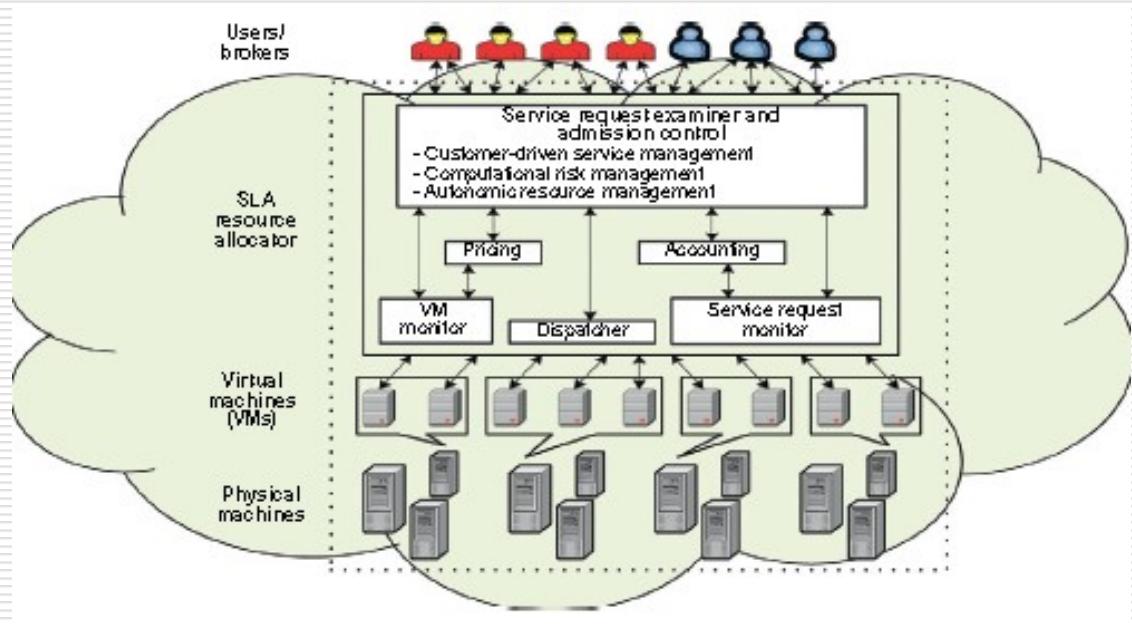 Users/
brokers
Service request examiner and
admission control
- Customer-driven service management
- Computational risk management
- Autonomic resource management
SLA
resource
allocator
Pricing
Accounting
VM
monitor
Dispatcher
Service request
monitor
Virtual
machines
(VMs)
Physical
machines